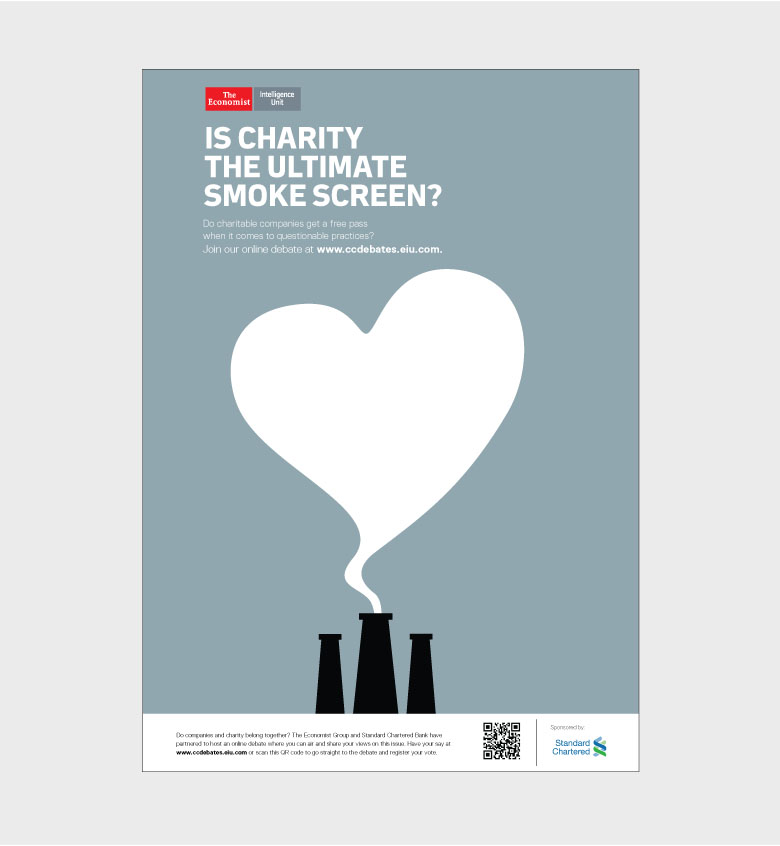 The
Economist
Intelligence
Unit
IS CHARITY
THE ULTIMATE
SMOKE SCREEN?
Do charitable companies get a free pass
when it comes to questionable practices?
Join our online debate at www.ccdebates.eiu.com.
Do companies and charity belong together? The Economist Group and Standard Chartered Bank have
partnered to host an online debate where you can air and share your views on this issue. Have your say at
www.ccdebates.eiu.com or scan this QR code to go straight to the debate and register your vote.
Sponsored by:
Standard
Chartered